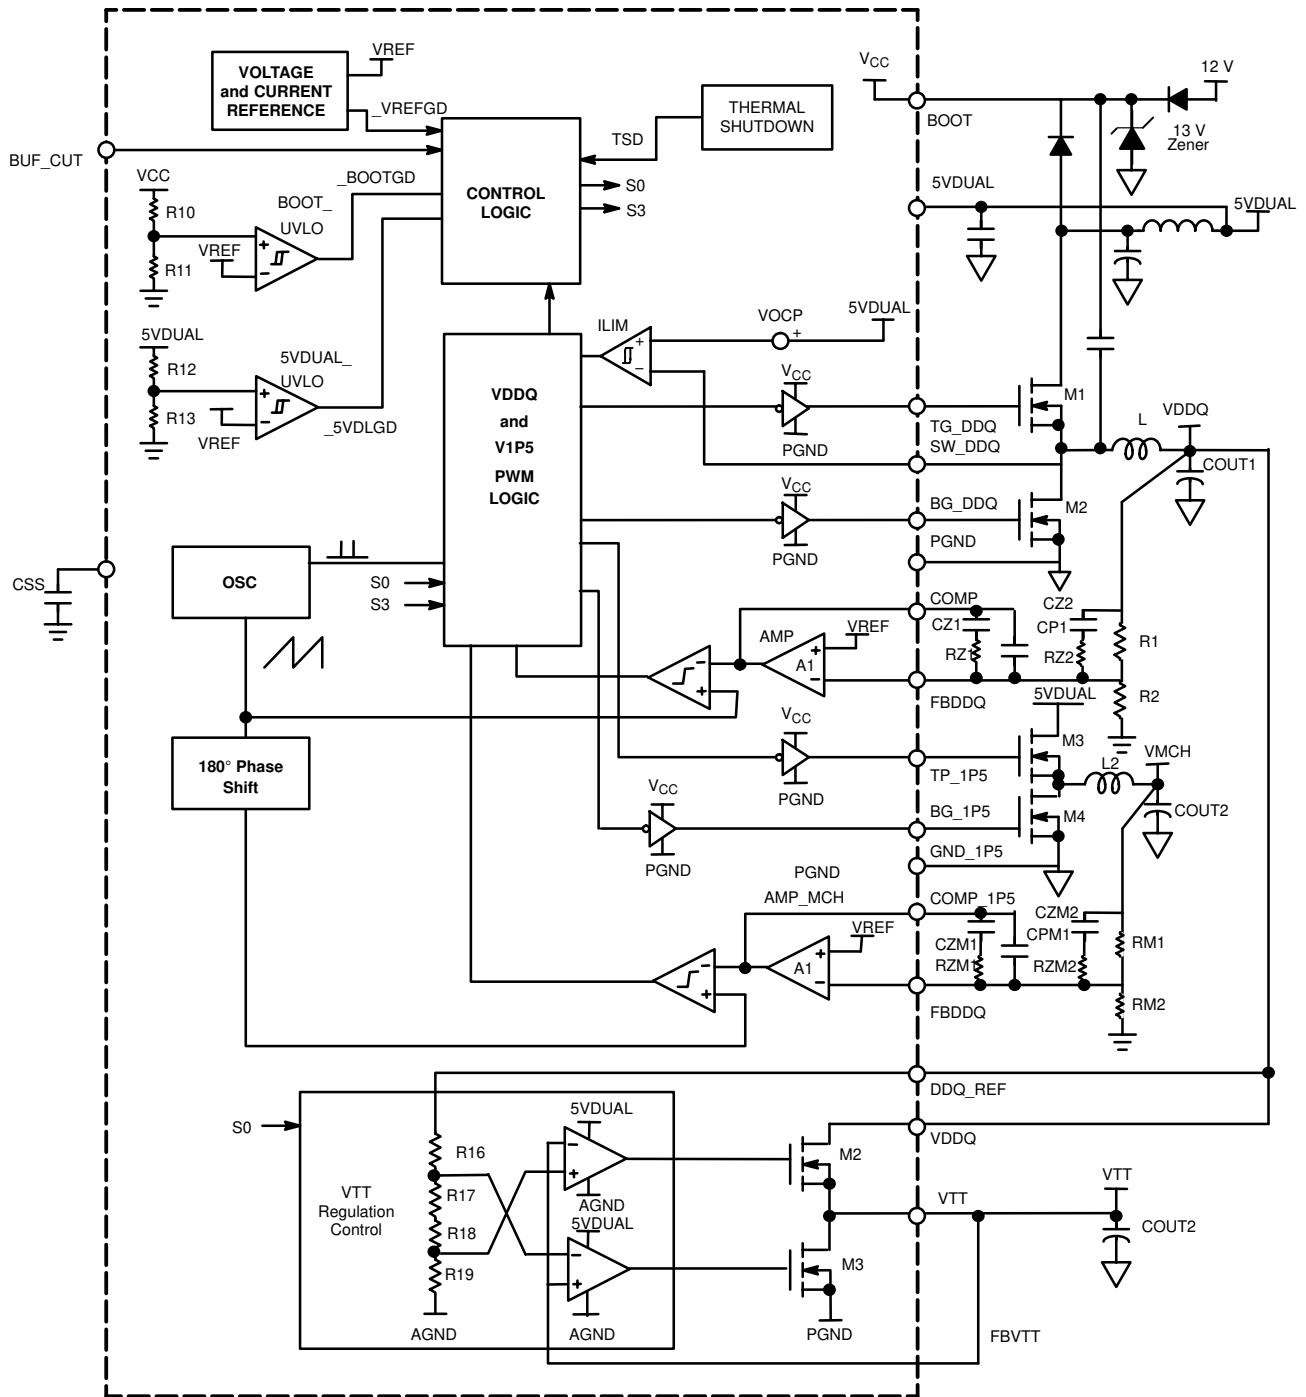 VOLTAGE
and CURRENT
REFERENCE
VREF
_VREFGD
THERMAL
SHUTDOWN
TSD
VCC
12 V
BOOT
13 V
Zener
BUF_CUT
CONTROL
LOGIC
S0
S3
VCC
R10
R11
VREF
BOOT_
UVLO
_BOOTGD
5VDUAL
5VDUAL
5VDUAL
R12
R13
VREF
5VDUAL_
UVLO
_5VDLGD
VDDQ
and
V1P5
PWM
LOGIC
ILIM
VOCP
5VDUAL
VCC
PGND
TG_DDQ
SW_DDQ
M1
L
VDDQ
COUT1
VCC
PGND
BG_DDQ
PGND
M2
CSS
OSC
S0
S3
AMP
A1
VREF
COMP
CZ1
RZ1
CZ2
CP1
RZ2
R1
R2
FBDDQ
180° Phase
Shift
VCC
PGND
5VDUAL
M3
TP_1P5
L2
VMCH
COUT2
VCC
PGND
BG_1P5
M4
GND_1P5
PGND
AMP_MCH
A1
VREF
COMP_1P5
CZM1
RZM1
CZM2
CPM1
RZM2
RM1
RM2
FBDDQ
DDQ_REF
S0
VTT
Regulation
Control
R16
R17
R18
R19
AGND
5VDUAL
AGND
5VDUAL
AGND
M2
M3
PGND
VDDQ
VTT
VTT
COUT2
FBVTT